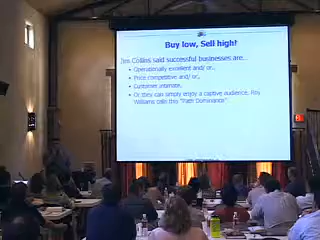 Buy low, Sell high!
Jim Collins said successful businesses are…
• Operationally excellent and/ or,
• Price competitive and/ or,
• Customer intimate,
• Or they can simply enjoy a captive audience. Roy
Williams calls this "Path Dominance".